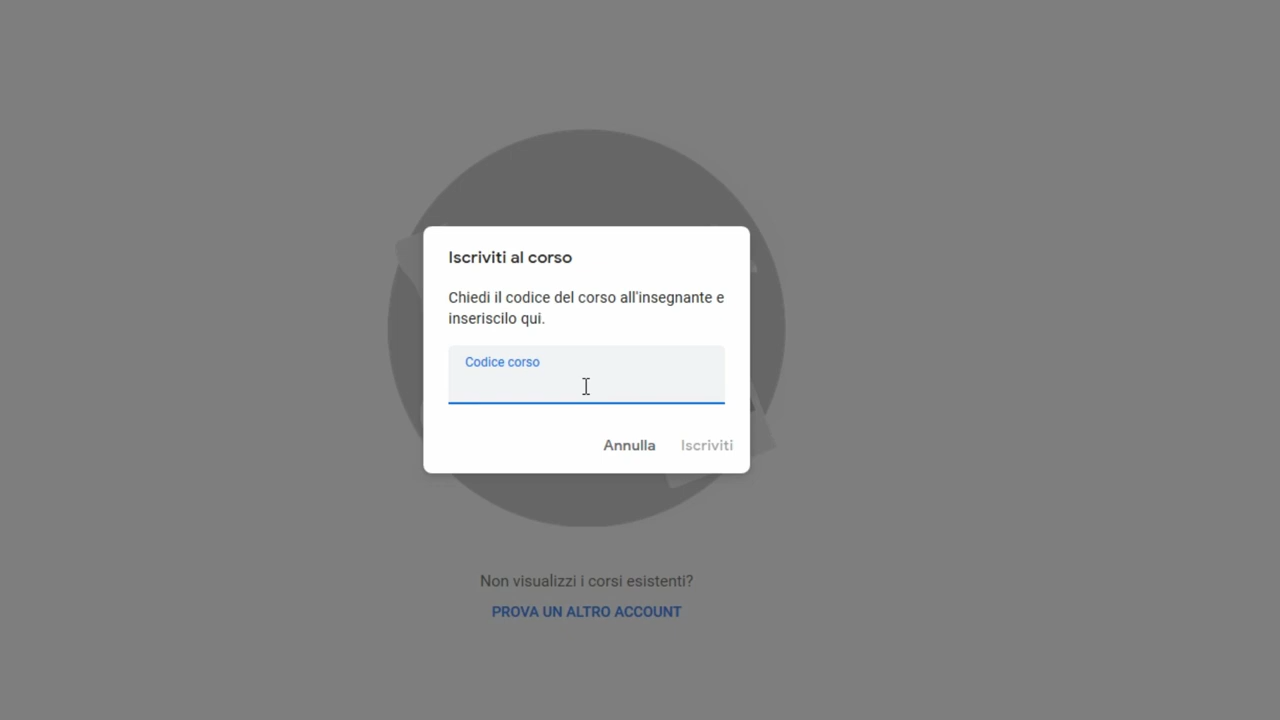 Iscriviti al corso
Chiedi il codice del corso all'insegnante e
inseriscilo qui.
Codice corso
Annulla Iscriviti
Non visualizzi i corsi esistenti?
PROVA UN ALTRO ACCOUNT